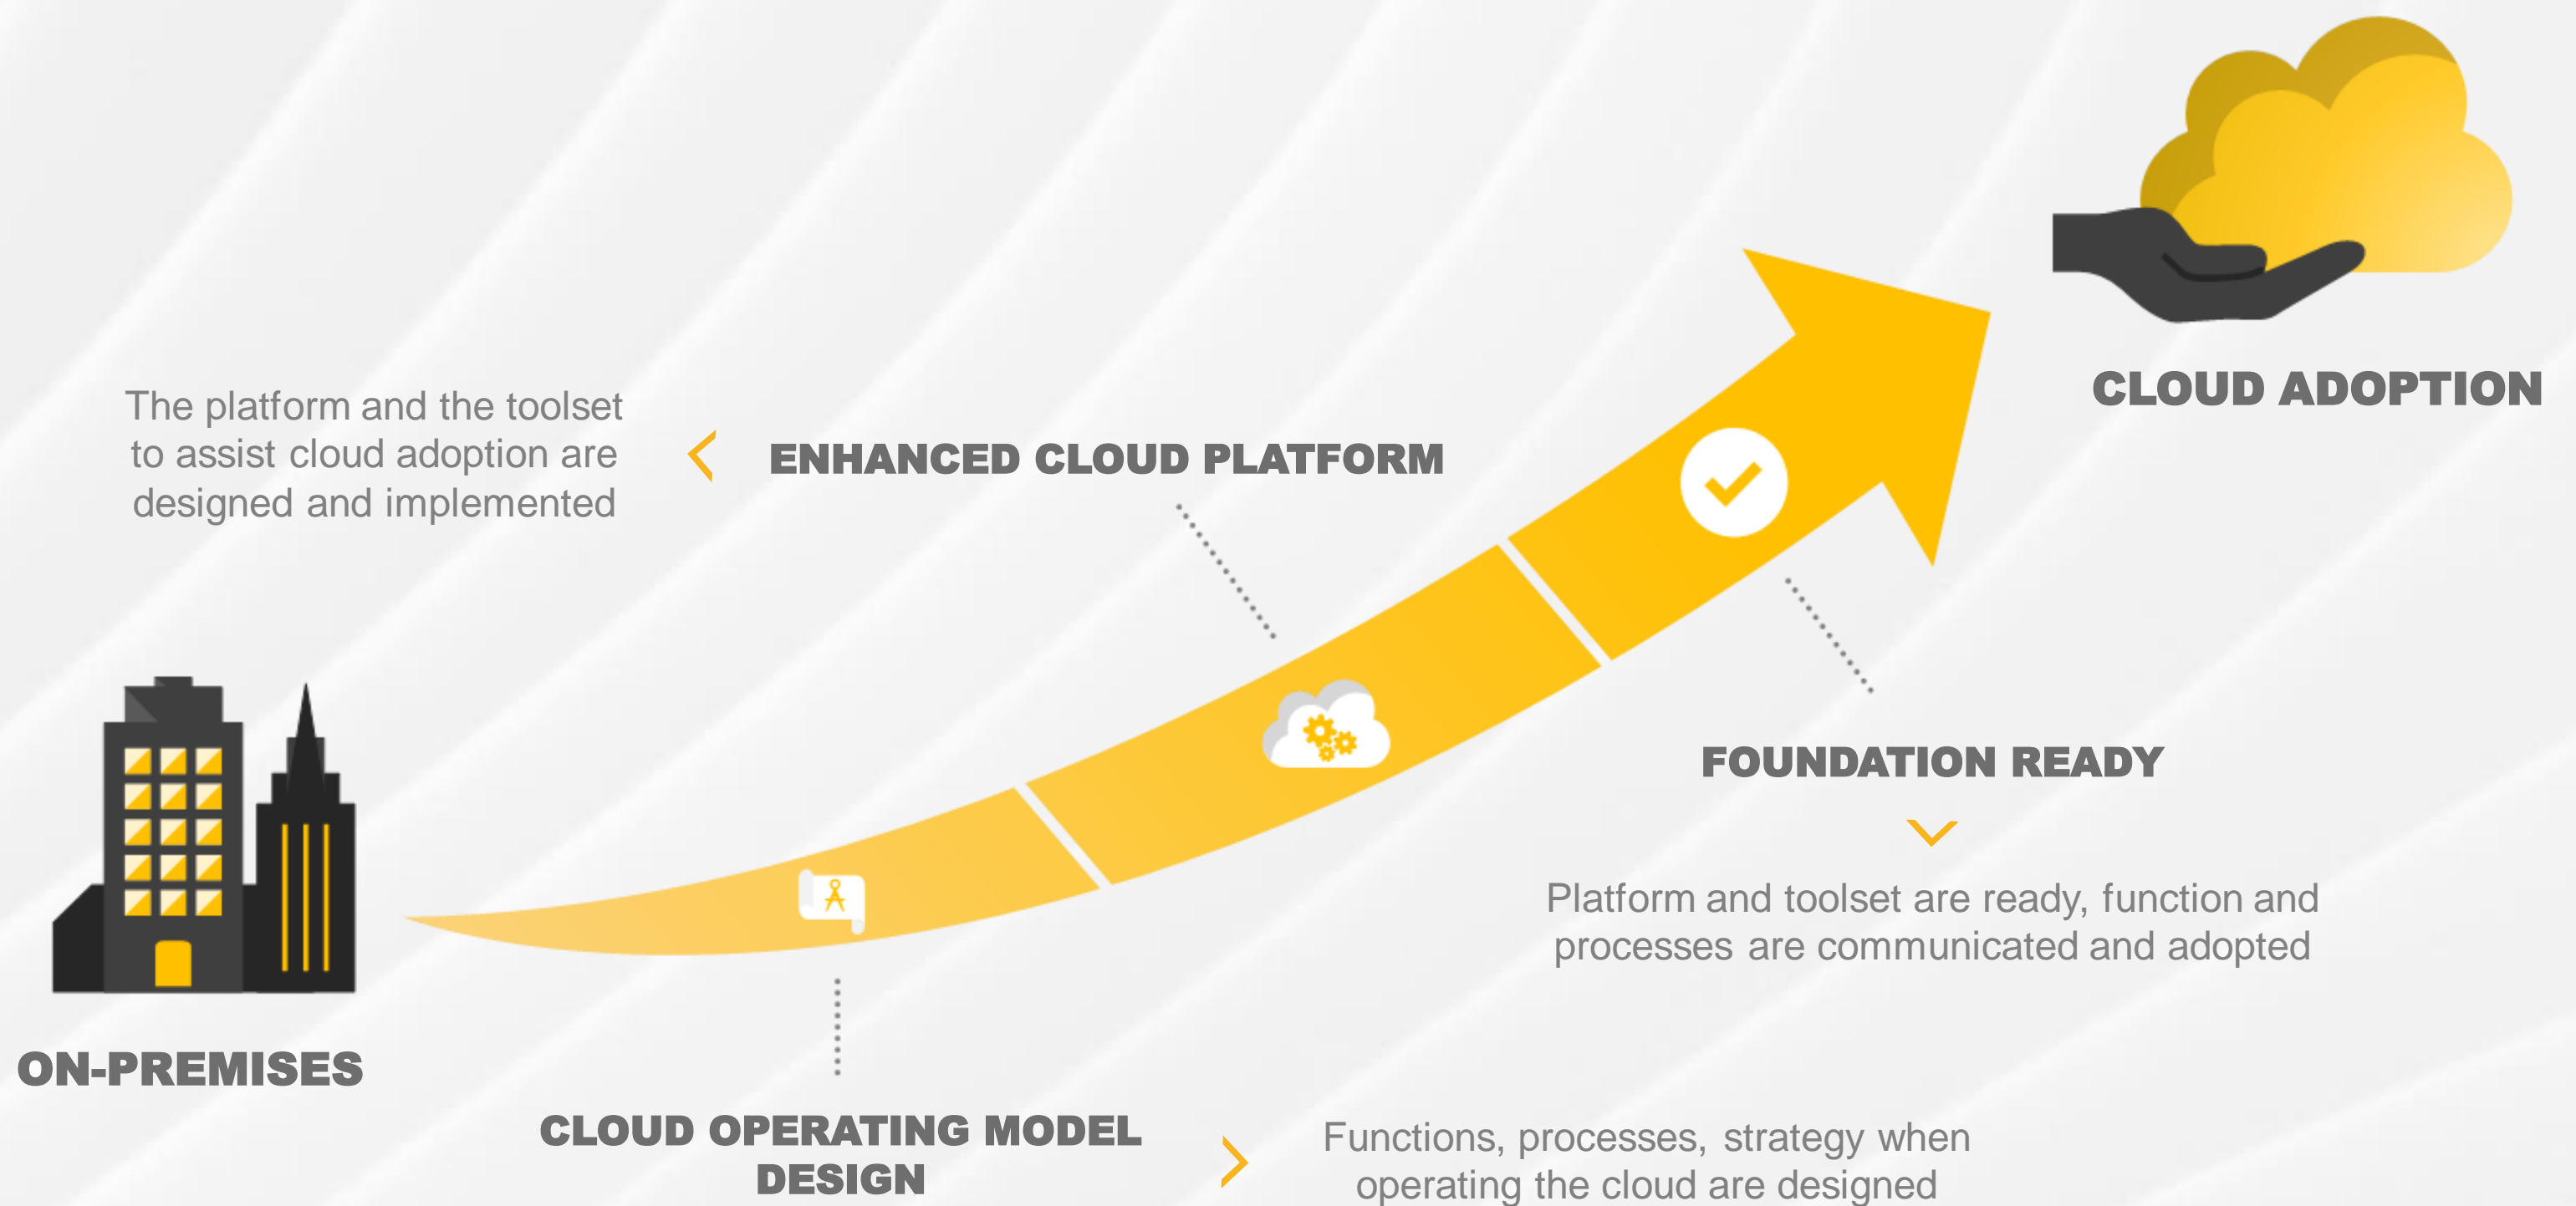 CLOUD ADOPTION
The platform and the toolset
to assist cloud adoption are
designed and implemented
ENHANCED CLOUD PLATFORM
FOUNDATION READY
Platform and toolset are ready, function and
processes are communicated and adopted
ON-PREMISES
CLOUD OPERATING MODEL
DESIGN
Functions, processes, strategy when
operating the cloud are designed